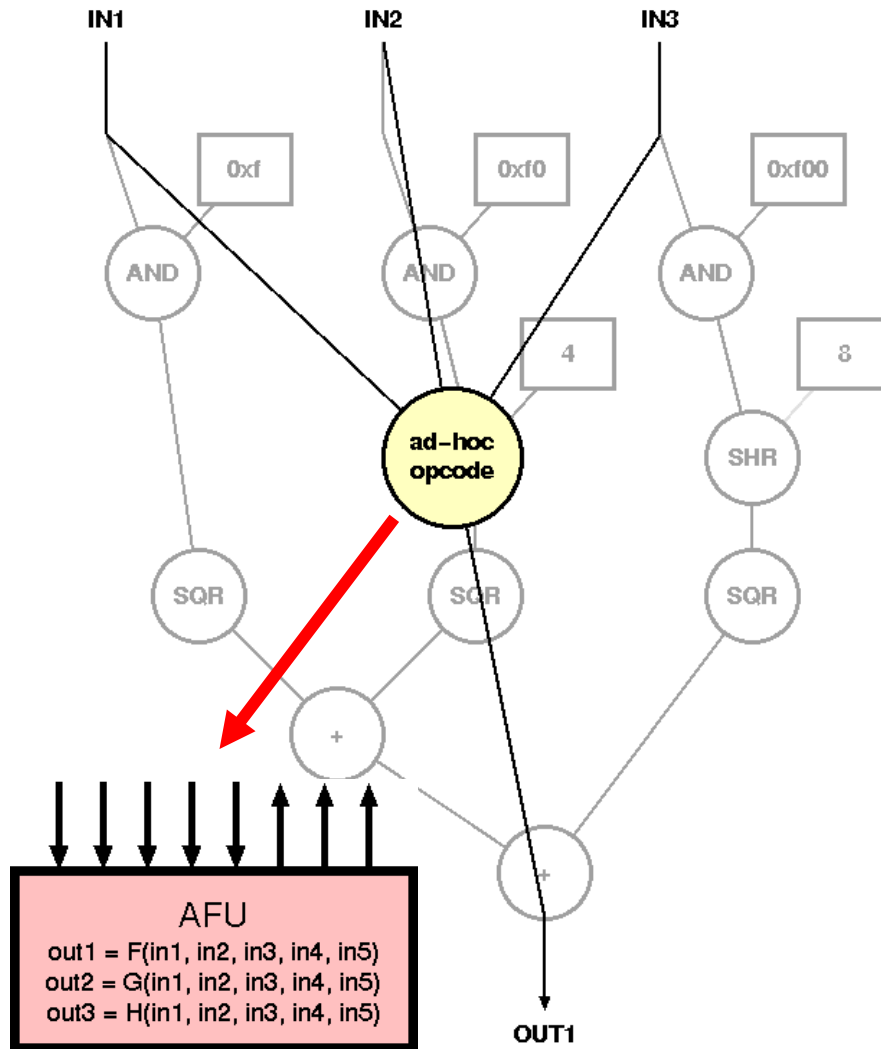 IN1
IN2
IN3
0xf
0xf0
0xf00
AND
AND
AND
4
8
ad-hoc
opcode
SHR
SQR
SQR
SQR
+
+
AFU
out1 = F(in1, in2, in3, in4, in5)
out2 = G(in1, in2, in3, in4, in5)
out3 = H(in1, in2, in3, in4, in5)
OUT1